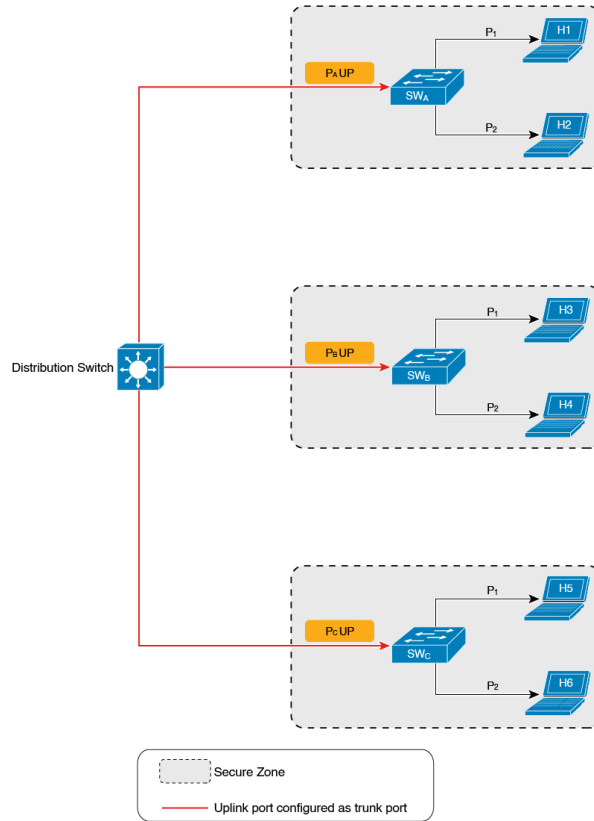 P₁
H1
PA UP
SWA
P₂
H2
P₁
H3
PB UP
Distribution Switch
SWB
P₂
H4
P₁
H5
PC UP
SWC
P₂
H6
Secure Zone
Uplink port configured as trunk port